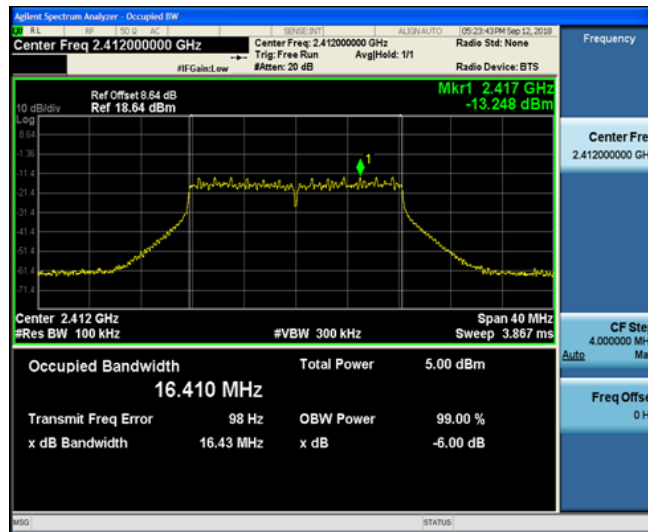 Agilent Spectrum Analyzer - Occupied BW
RL RF 50 Ω AC SENSE:INT ALIGNAUTO 05:23:43 PM Sep 12, 2018
Center Freq 2.412000000 GHz
Center Freq: 2.412000000 GHz
Radio Std: None
Trig: Free Run Avg|Hold: 1/1
#IFGain:Low #Atten: 20 dB Radio Device: BTS
Frequency
Ref Offset 8.64 dB
10 dB/div Ref 18.64 dBm
Mkr1 2.417 GHz
-13.248 dBm
Log
8.64
-1.36
-11.4
-21.4
-31.4
-41.4
-51.4
-61.4
-71.4
1
Center 2.412 GHz Span 40 MHz
#Res BW 100 kHz #VBW 300 kHz Sweep 3.867 ms
Occupied Bandwidth Total Power 5.00 dBm
16.410 MHz
Transmit Freq Error 98 Hz OBW Power 99.00 %
x dB Bandwidth 16.43 MHz x dB -6.00 dB
Center Fre
2.412000000 GH
CF Ste
4.000000 MH
Auto Ma
Freq Offse
0 H
MSG STATUS